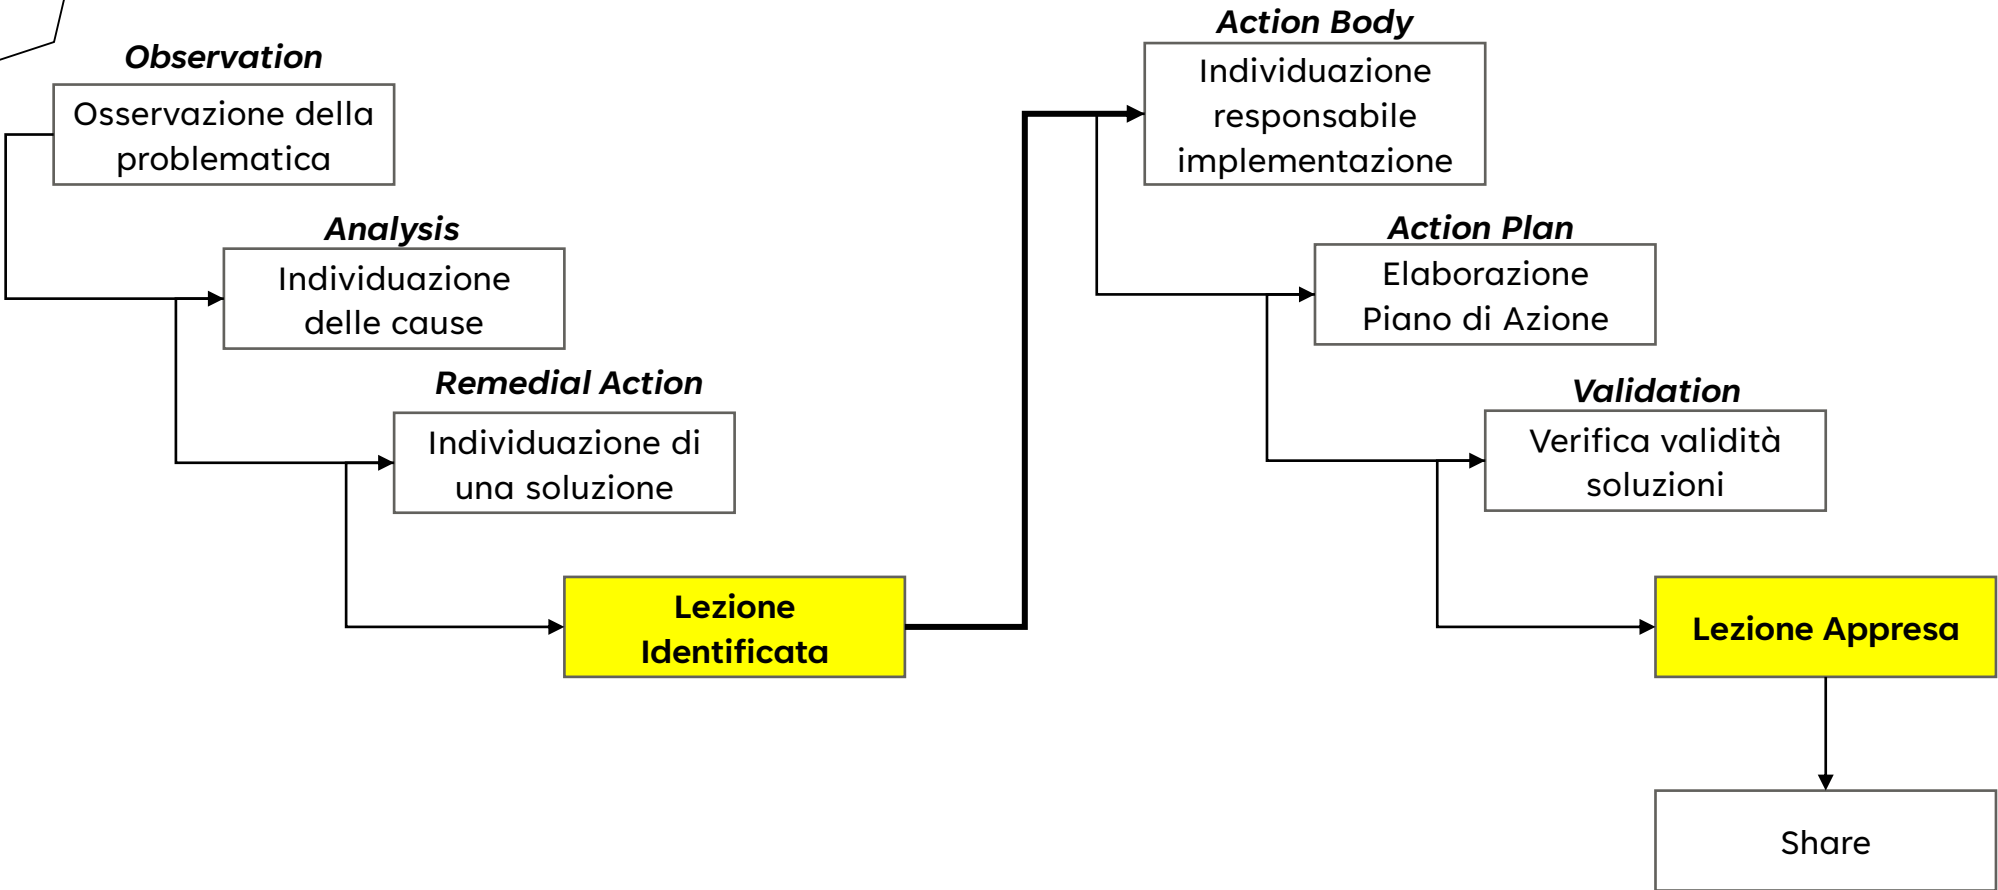 Observation
Osservazione della
problematica
Analysis
Individuazione
delle cause
Remedial Action
Individuazione di
una soluzione
Lezione
Identificata
Action Body
Individuazione
responsabile
implementazione
Action Plan
Elaborazione
Piano di Azione
Validation
Verifica validità
soluzioni
Lezione Appresa
Share